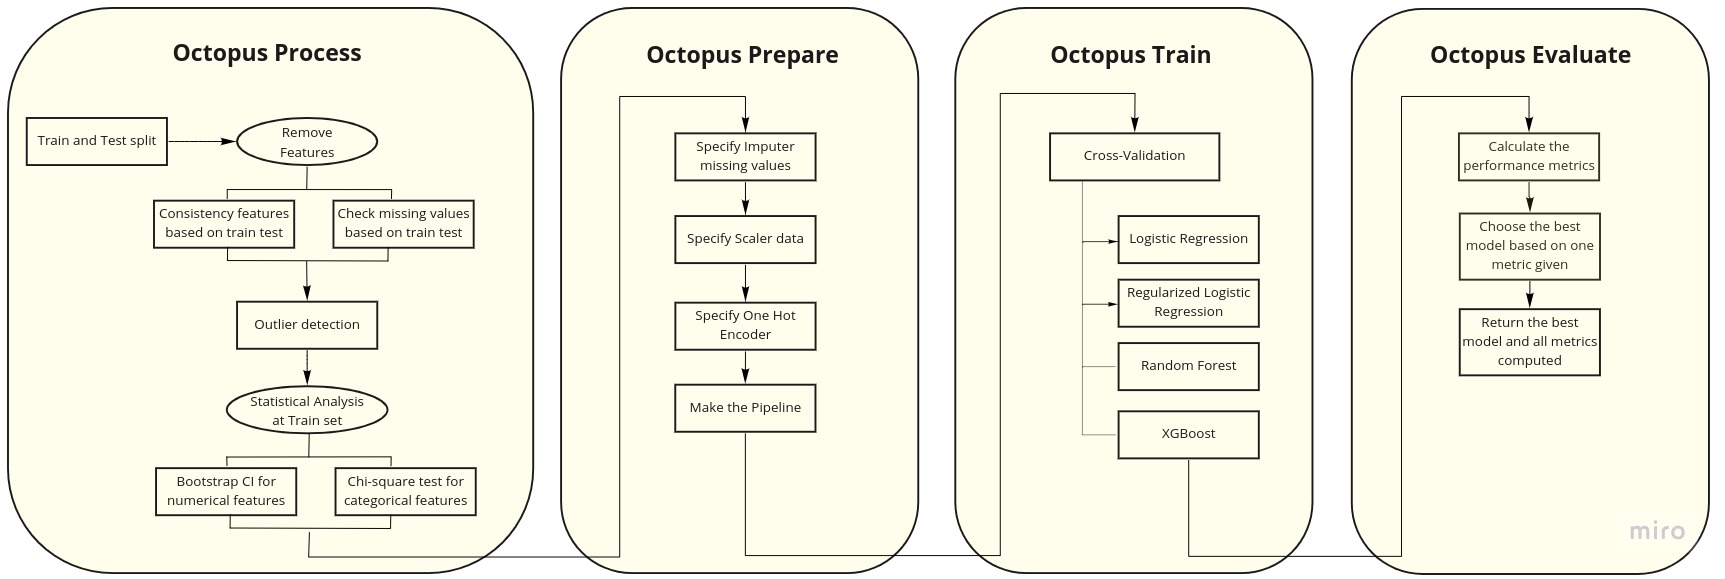 Octopus Process
Train and Test split
Remove
Features
Consistency features
based on train test
Check missing values
based on train test
Outlier detection
Statistical Analysis
at Train set
Bootstrap CI for
numerical features
Chi-square test for
categorical features
Octopus Prepare
Specify Imputer
missing values
Specify Scaler data
Specify One Hot
Encoder
Make the Pipeline
Octopus Train
Cross-Validation
Logistic Regression
Regularized Logistic
Regression
Random Forest
XGBoost
Octopus Evaluate
Calculate the
performance metrics
Choose the best
model based on one
metric given
Return the best
model and all metrics
computed
miro